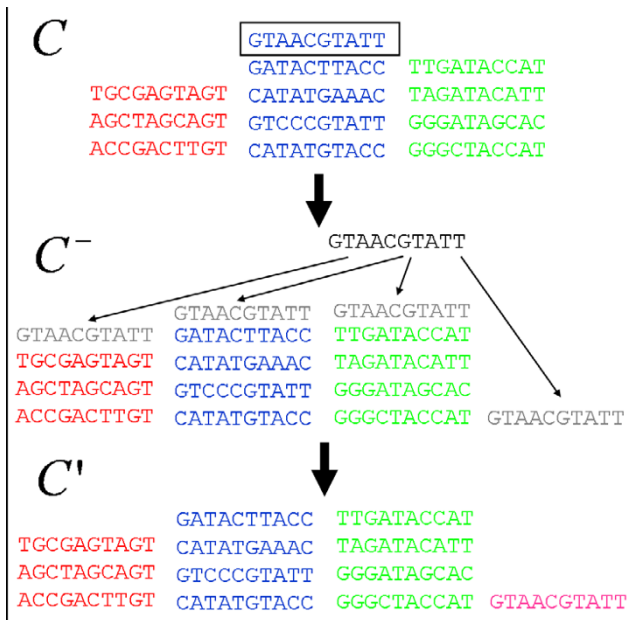 C
GTAACGTATT
GATACTTACC TTGATACCAT
TGCGAGTAGT CATATGAAAC TAGATACATT
AGCTAGCAGT GTCCCGTATT GGGATAGCAC
ACCGACTTGT CATATGTACC GGGCTACCAT
C⁻
GTAACGTATT
GTAACGTATT GTAACGTATT
GTAACGTATT GATACTTACC TTGATACCAT
TGCGAGTAGT CATATGAAAC TAGATACATT
AGCTAGCAGT GTCCCGTATT GGGATAGCAC
ACCGACTTGT CATATGTACC GGGCTACCAT GTAACGTATT
C'
GATACTTACC TTGATACCAT
TGCGAGTAGT CATATGAAAC TAGATACATT
AGCTAGCAGT GTCCCGTATT GGGATAGCAC
ACCGACTTGT CATATGTACC GGGCTACCAT GTAACGTATT